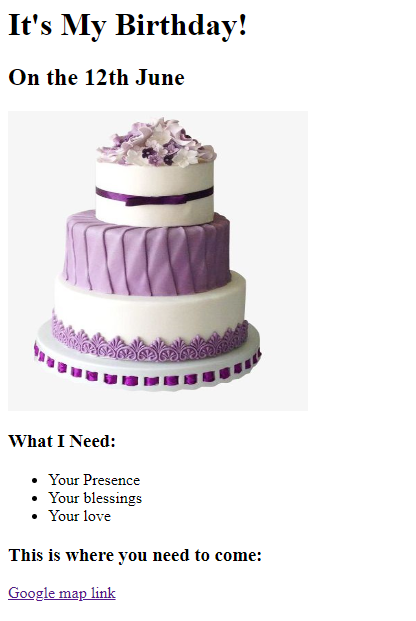 It's My Birthday!
On the 12th June
What I Need:
Your Presence
Your blessings
Your love
This is where you need to come:
Google map link